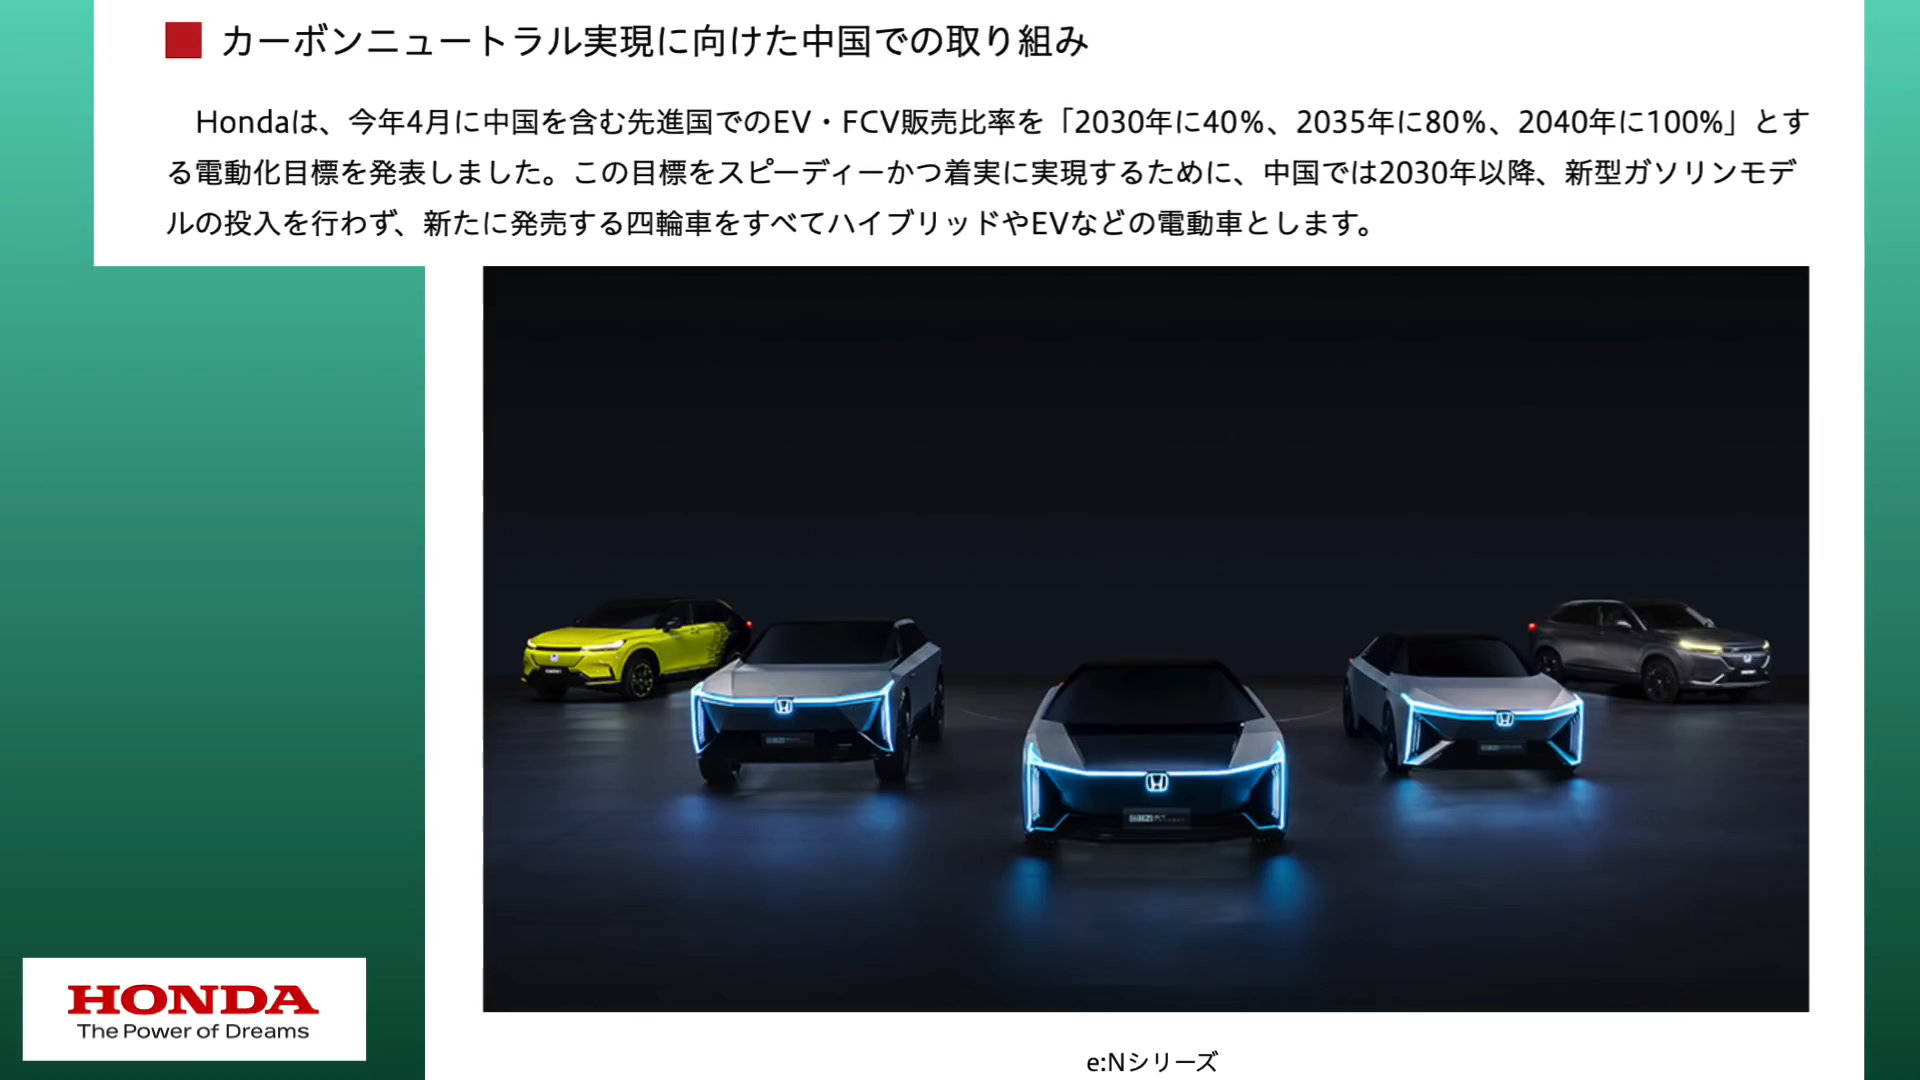 カーボンニュートラル実現に向けた中国での取り組み
Hondaは、今年4月に中国を含む先進国でのEV・FCV販売比率を「2030年に40%、2035年に80%、2040年に100%」とす
る電動化目標を発表しました。この目標をスピーディーかつ着実に実現するために、中国では2030年以降、新型ガソリンモデ
ルの投入を行わず、新たに発売する四輪車をすべてハイブリッドやEVなどの電動車とします。
HONDA
The Power of Dreams
e:Nシリーズ